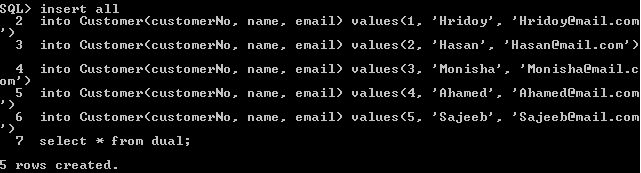 SQL> insert all
  2  into Customer(customerNo, name, email) values(1, 'Hridoy', 'Hridoy@mail.com
')
  3  into Customer(customerNo, name, email) values(2, 'Hasan', 'Hasan@mail.com')
  4  into Customer(customerNo, name, email) values(3, 'Monisha', 'Monisha@mail.c
om')
  5  into Customer(customerNo, name, email) values(4, 'Ahamed', 'Ahamed@mail.com
')
  6  into Customer(customerNo, name, email) values(5, 'Sajeeb', 'Sajeeb@mail.com
')
  7  select * from dual;
5 rows created.